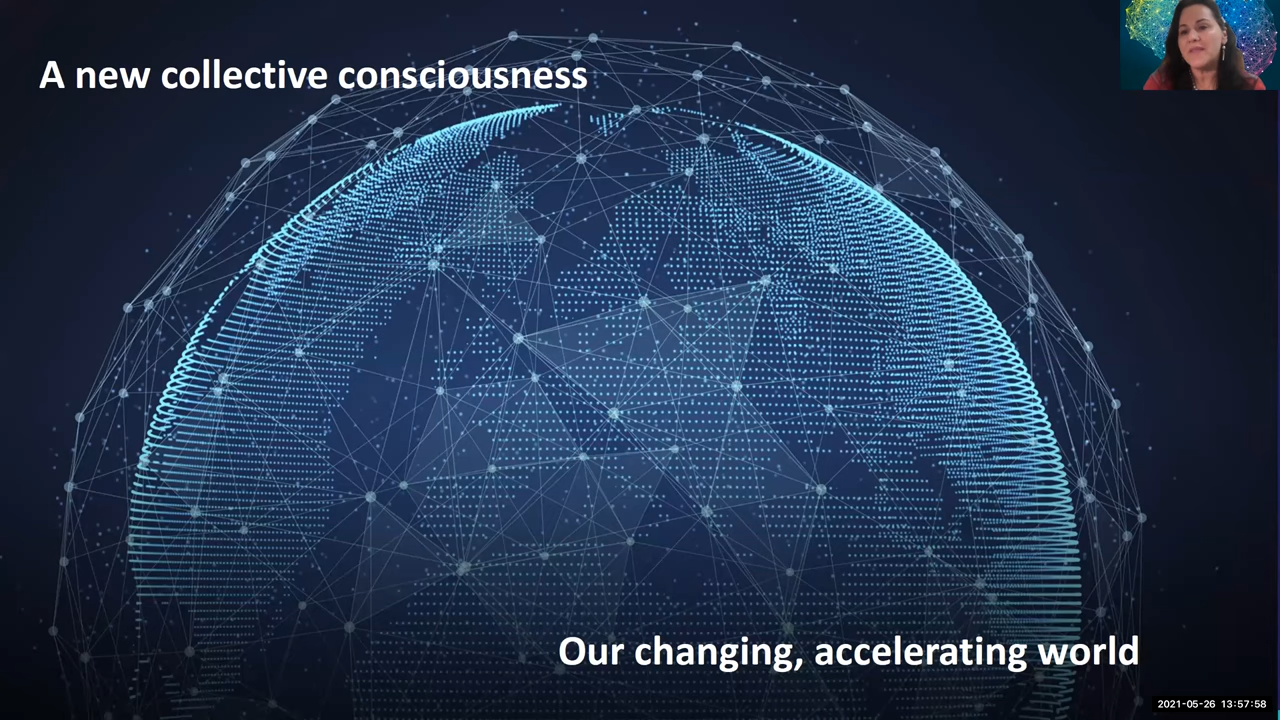 A new collective consciousness
Our changing, accelerating world
2021-05-26 13:57:58